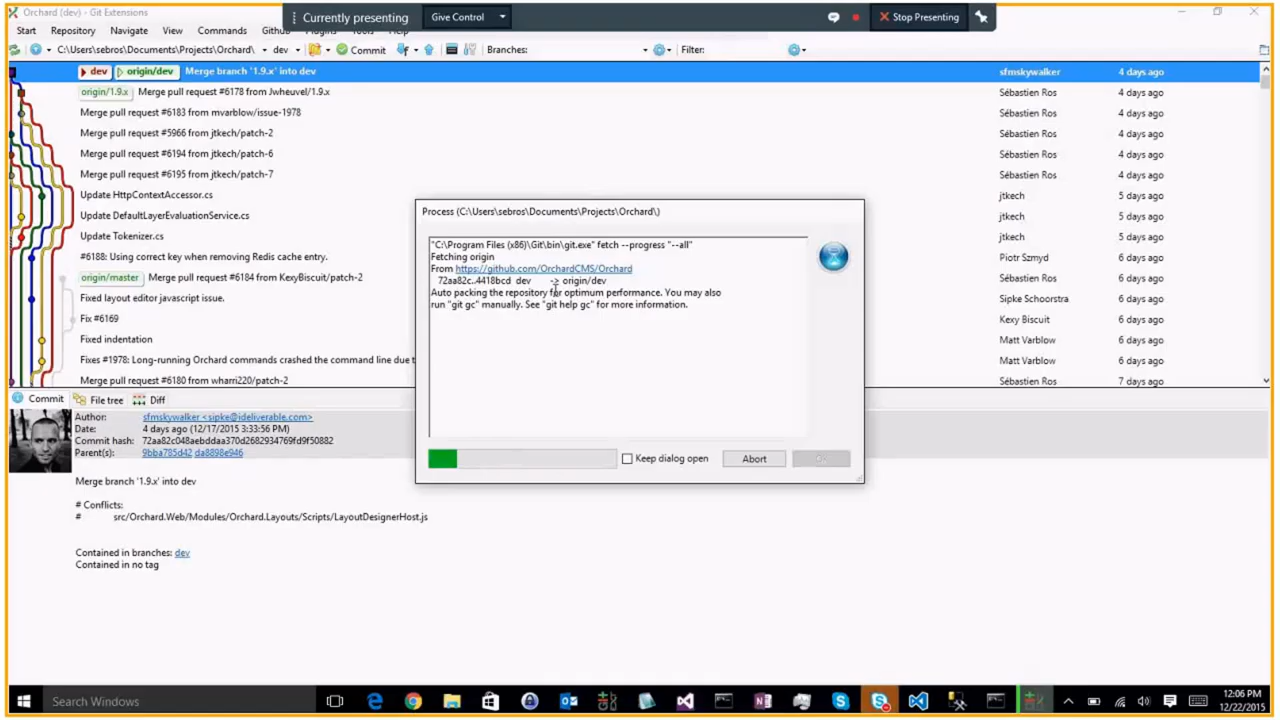 Orchard (dev) - Git Extensions
Currently presenting
Give Control
Stop Presenting
Start Repository Navigate View Commands Github Plugins Tools Help
C:\Users\sebros\Documents\Projects\Orchard\ dev Commit Branches: Filter:
dev origin/dev Merge branch '1.9.x' into dev sfmskywalker 4 days ago
origin/1.9.x Merge pull request #6178 from Jwheuvel/1.9.x Sébastien Ros 4 days ago
Merge pull request #6183 from mvarblow/issue-1978 Sébastien Ros 4 days ago
Merge pull request #5966 from jtkech/patch-2 Sébastien Ros 4 days ago
Merge pull request #6194 from jtkech/patch-6 Sébastien Ros 4 days ago
Merge pull request #6195 from jtkech/patch-7 Sébastien Ros 4 days ago
Update HttpContextAccessor.cs jtkech 5 days ago
Update DefaultLayerEvaluationService.cs jtkech 5 days ago
Update Tokenizer.cs jtkech 5 days ago
#6188: Using correct key when removing Redis cache entry. Piotr Szmyd 5 days ago
origin/master Merge pull request #6184 from KeyBiscuit/patch-2 Sébastien Ros 5 days ago
Fixed layout editor javascript issue. Sipke Schoorstra 5 days ago
Fix #6169 Kexy Biscuit 5 days ago
Fixed indentation Matt Varblow 5 days ago
Fixes #1978: Long-running Orchard commands crashed the command line due t Matt Varblow 5 days ago
Merge pull request #6180 from wharri220/patch-2 Sébastien Ros 7 days ago
Process (C:\Users\sebros\Documents\Projects\Orchard\)
"C:\Program Files (x86)\Git\bin\git.exe" fetch --progress "--all"
Fetching origin
From https://github.com/OrchardCMS/Orchard
72aa82c..4418bcd dev -> origin/dev
Auto packing the repository for optimum performance. You may also
run "git gc" manually. See "git help gc" for more information.
Keep dialog open Abort
Commit File tree Diff
Author: sfmskywalker <sipke@ideliverable.com>
Date: 4 days ago (12/17/2015 3:33:56 PM)
Commit hash: 72aa82c048aebddaa370d2682934769fd9f50882
Parent(s): 9bba785d42 da8898e946
Merge branch '1.9.x' into dev
# Conflicts:
# src/Orchard.Web/Modules/Orchard.Layouts/Scripts/LayoutDesignerHost.js
Contained in branches: dev
Contained in no tag
Search Windows
12:06 PM
12/22/2015